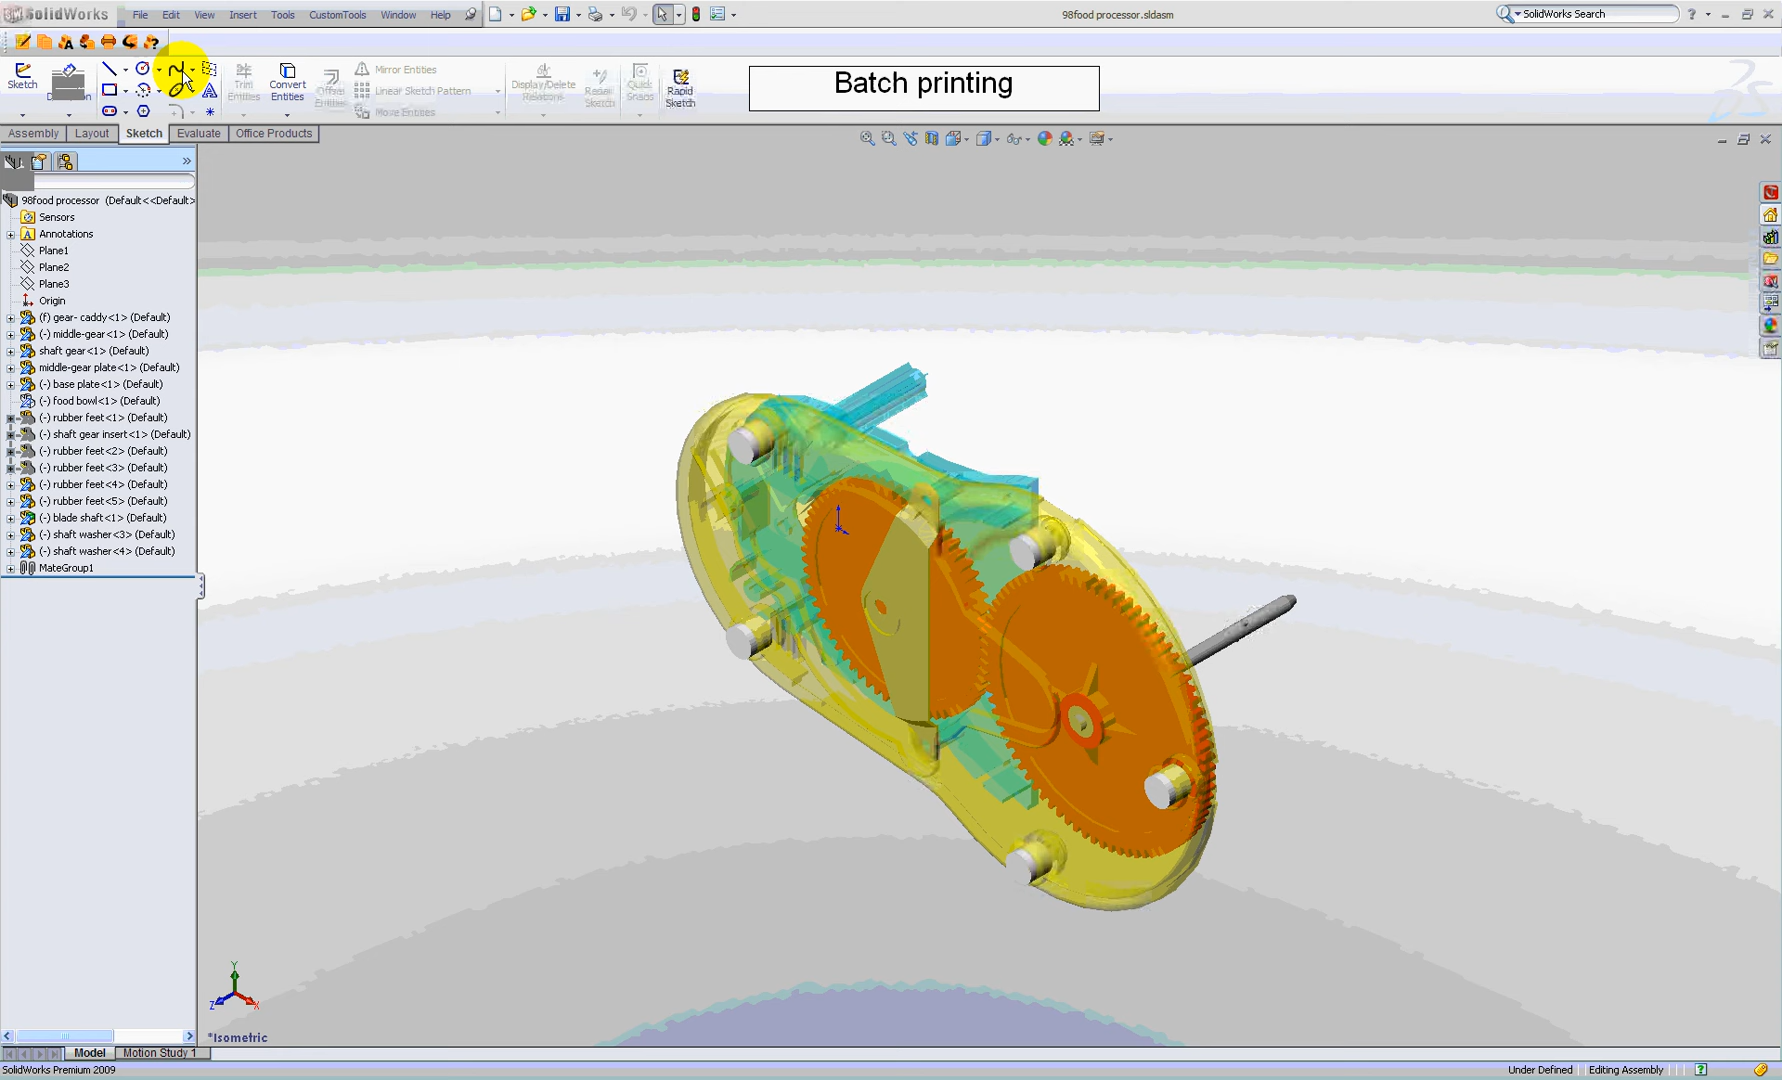 SolidWorks File Edit View Insert Tools CustomTools Window Help 98food processor.sldasm SolidWorks Search
Sketch Trim Entities Convert Entities Offset Entities Mirror Entities Linear Sketch Pattern Move Entities Display/Delete Relations Repair Sketch Quick Snaps Rapid Sketch
Batch printing
Assembly Layout Sketch Evaluate Office Products
98food processor (Default<<Default>
Sensors
Annotations
Plane1
Plane2
Plane3
Origin
(f) gear- caddy<1> (Default)
(-) middle-gear<1> (Default)
shaft gear<1> (Default)
middle-gear plate<1> (Default)
(-) base plate<1> (Default)
(-) food bowl<1> (Default)
(-) rubber feet<1> (Default)
(-) shaft gear insert<1> (Default)
(-) rubber feet<2> (Default)
(-) rubber feet<3> (Default)
(-) rubber feet<4> (Default)
(-) rubber feet<5> (Default)
(-) blade shaft<1> (Default)
(-) shaft washer<3> (Default)
(-) shaft washer<4> (Default)
MateGroup1
Y
Z X
*Isometric
Model Motion Study 1
SolidWorks Premium 2009 Under Defined Editing Assembly